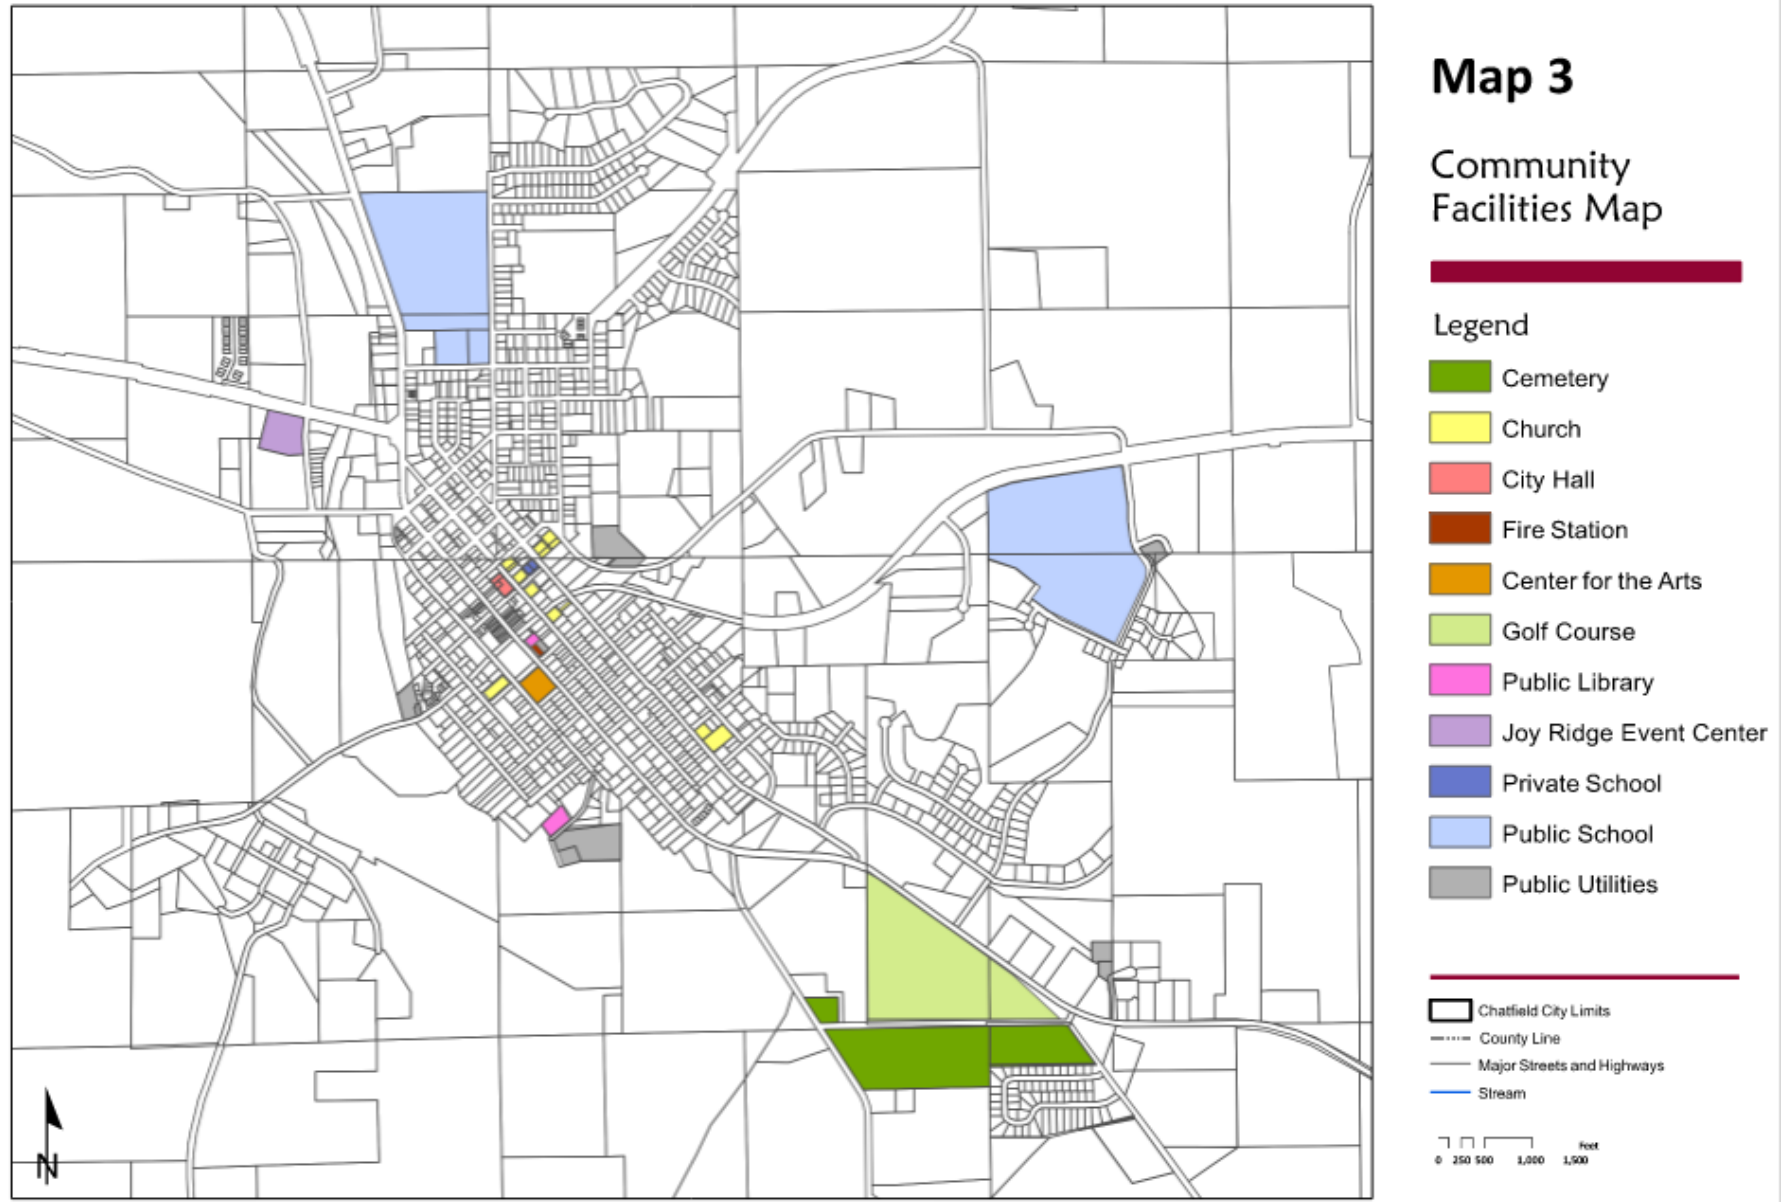 Map 3
Community
Facilities Map
Legend
Cemetery
Church
City Hall
Fire Station
Center for the Arts
Golf Course
Public Library
Joy Ridge Event Center
Private School
Public School
Public Utilities
Chatfield City Limits
County Line
Major Streets and Highways
Stream
Feet
0 250 500 1,000 1,500
N